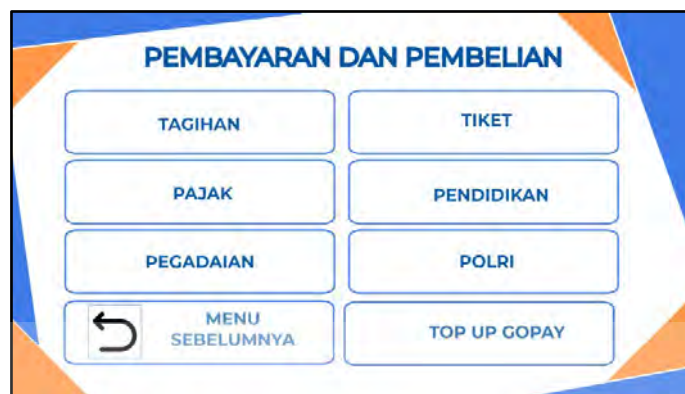 PEMBAYARAN DAN PEMBELIAN
TAGIHAN
TIKET
PAJAK
PENDIDIKAN
PEGADAIAN
POLRI
MENU
SEBELUMNYA
TOP UP GOPAY